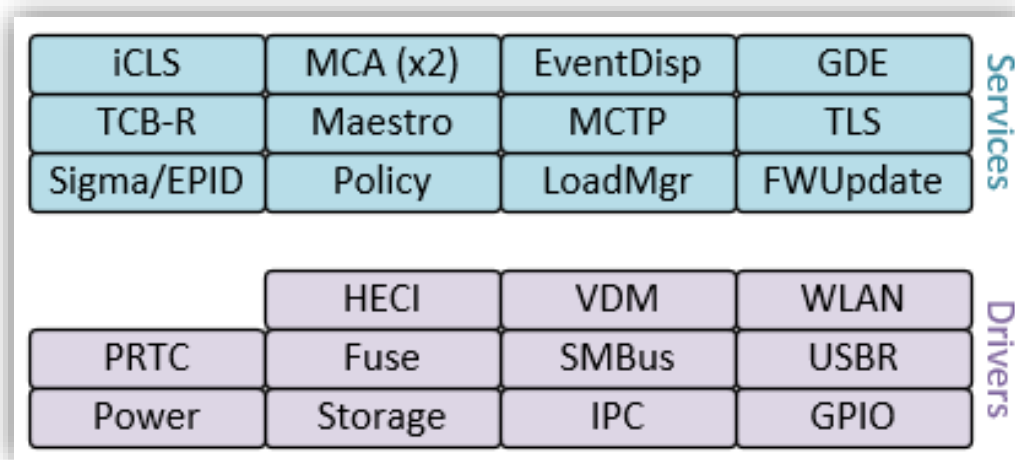 iCLS MCA (x2) EventDisp GDE
TCB-R Maestro MCTP TLS
Sigma/EPID Policy LoadMgr FWUpdate
Services
HECI VDM WLAN
PRTC Fuse SMBus USBR
Power Storage IPC GPIO
Drivers